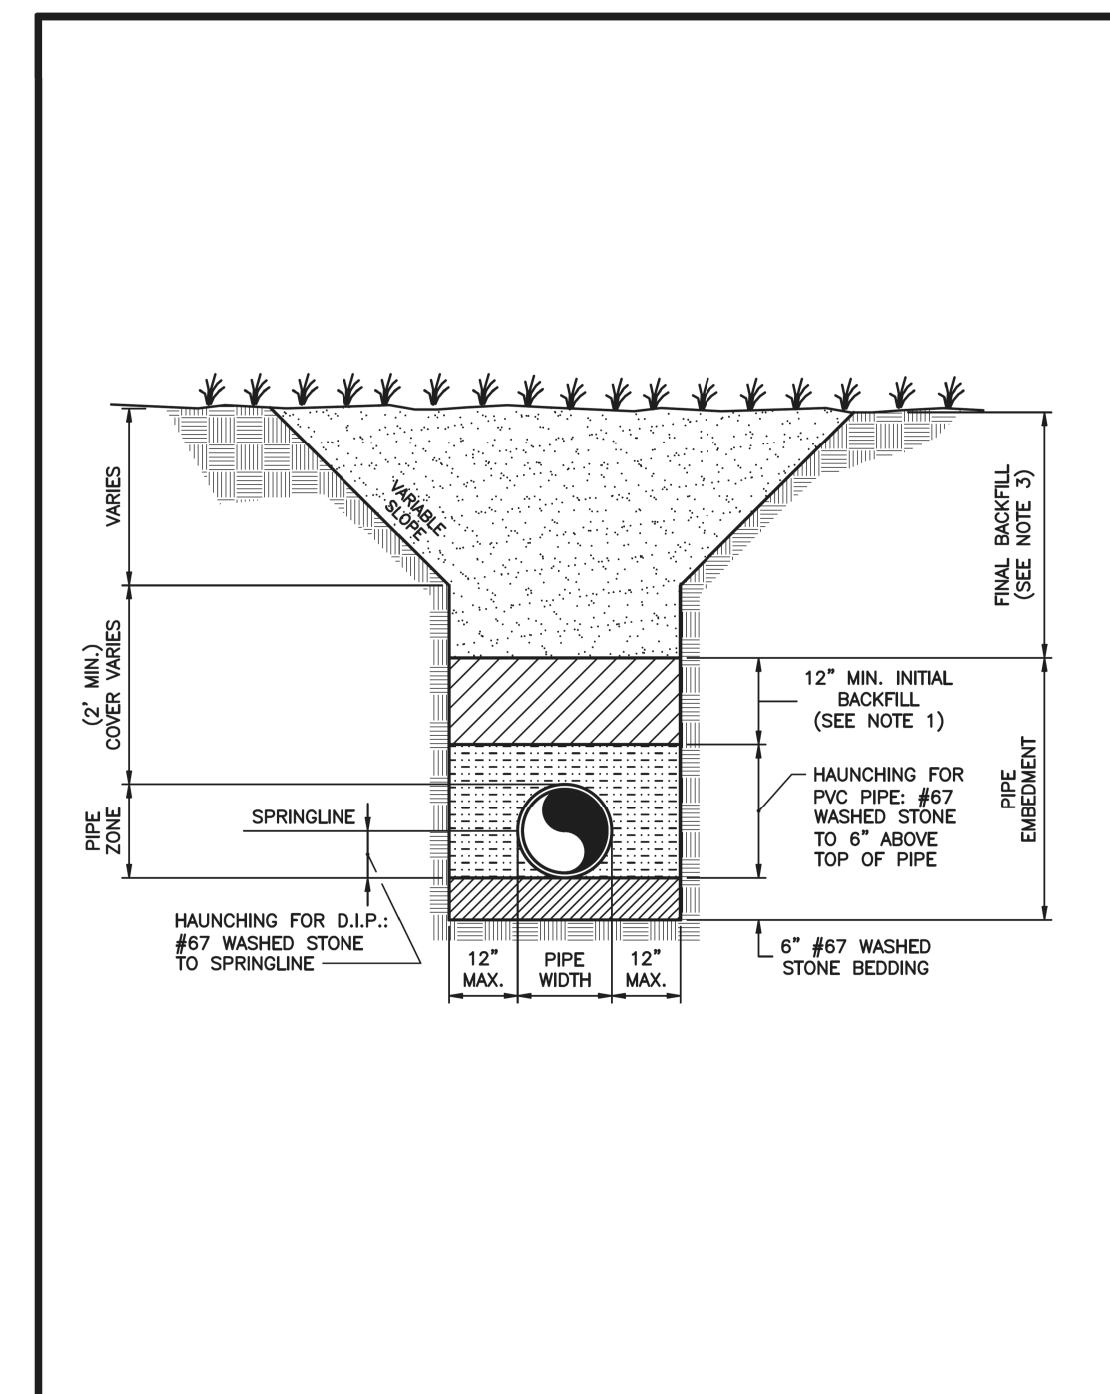 VARIES
(2' MIN.)
COVER VARIES
PIPE
ZONE
VARIABLE
SLOPE
SPRINGLINE
HAUNCHING FOR D.I.P.:
#67 WASHED STONE
TO SPRINGLINE
12"
MAX.
PIPE
WIDTH
12"
MAX.
FINAL BACKFILL
(SEE NOTE 3)
12" MIN. INITIAL
BACKFILL
(SEE NOTE 1)
HAUNCHING FOR
PVC PIPE: #67
WASHED STONE
TO 6" ABOVE
TOP OF PIPE
PIPE
EMBEDMENT
6" #67 WASHED
STONE BEDDING